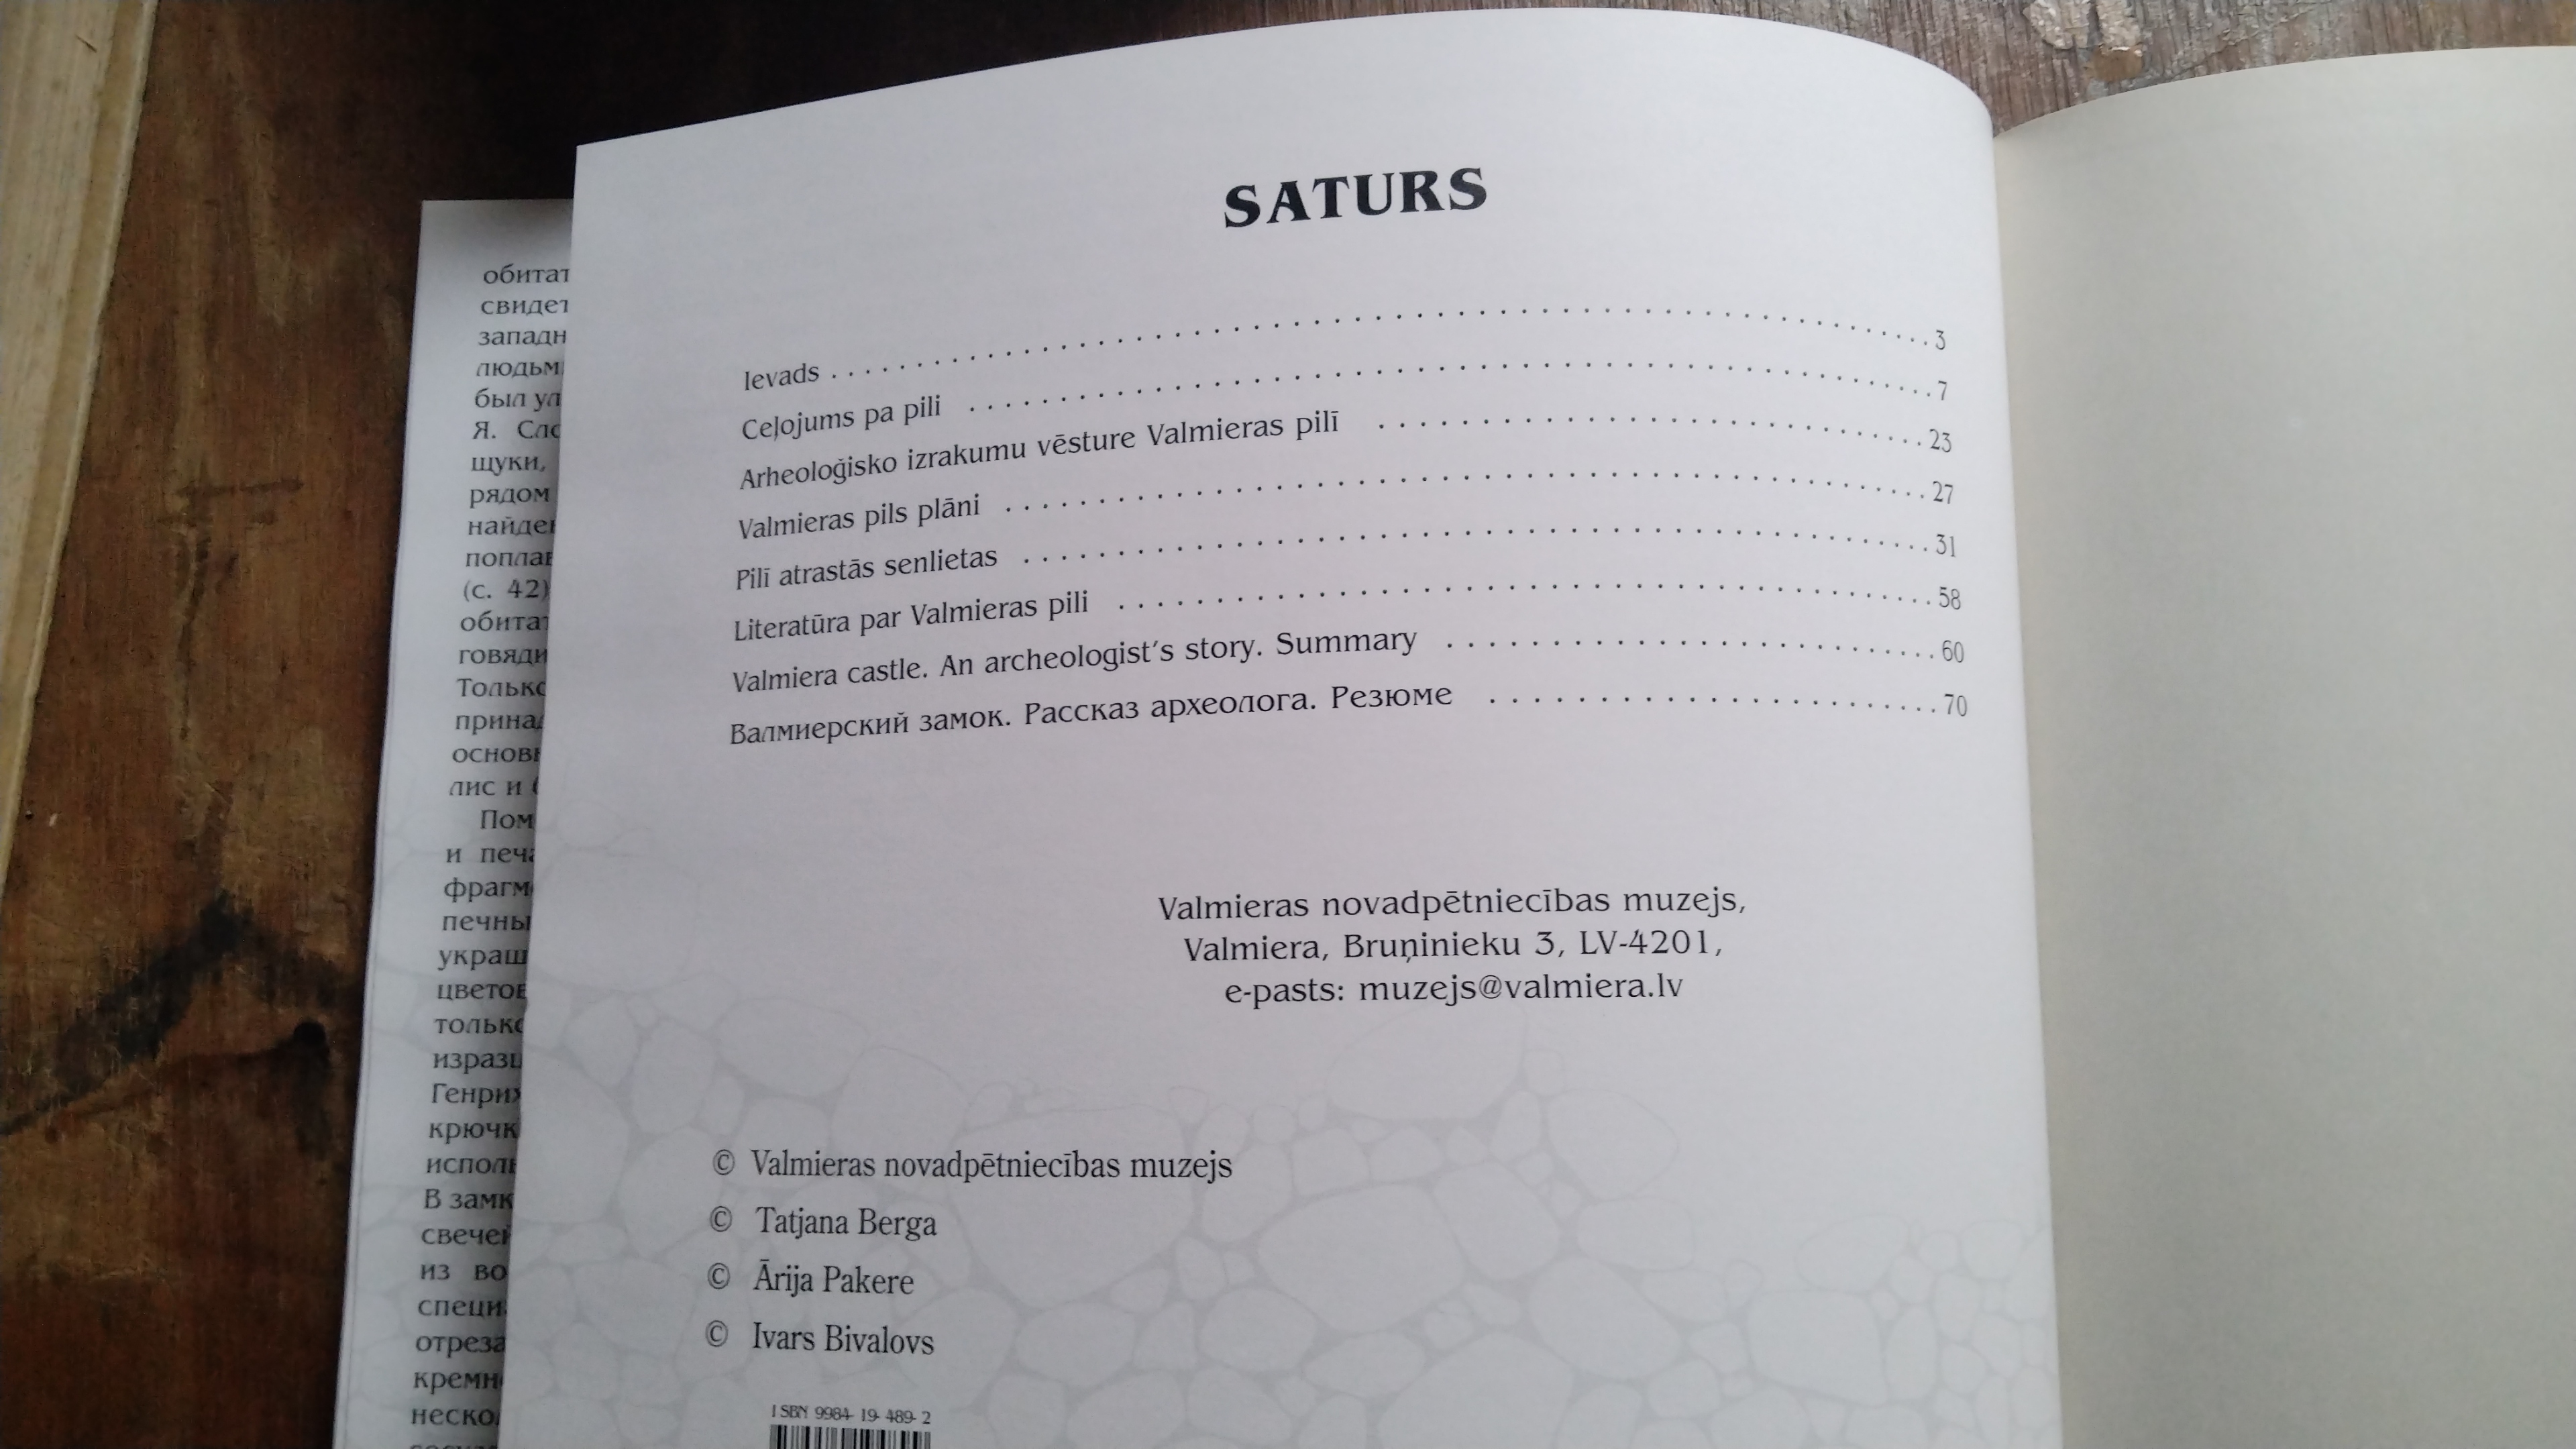 обитат
свидет
западн
людьм
был ул
Я. Сло
щуки,
рядом
найден
поплав
(с. 42)
обитат
говяди
Только
принад
основн
лис и
Пом
и печа
фрагм
печны
украш
цветов
только
изразц
Генрих
крючк
исполь
В замк
свечей
из во
специ
отреза
кремн
неско
SATURS
Ievads . . . . . . . . . . 3
Ceļojums pa pili . . . . . . . . . . 7
Arheoloģisko izrakumu vēsture Valmieras pilī . . . . . . . . . . 23
Valmieras pils plāni . . . . . . . . . . 27
Pilī atrastās senlietas . . . . . . . . . . 31
Literatūra par Valmieras pili . . . . . . . . . . 58
Valmiera castle. An archeologist's story. Summary . . . . . . . . . . 60
Валмиерский замок. Рассказ археолога. Резюме . . . . . . . . . . 70
Valmieras novadpētniecības muzejs,
Valmiera, Bruņinieku 3, LV-4201,
e-pasts: muzejs@valmiera.lv
© Valmieras novadpētniecības muzejs
© Tatjana Berga
© Ārija Pakere
© Ivars Bivalovs
ISBN 9984-19-489-2